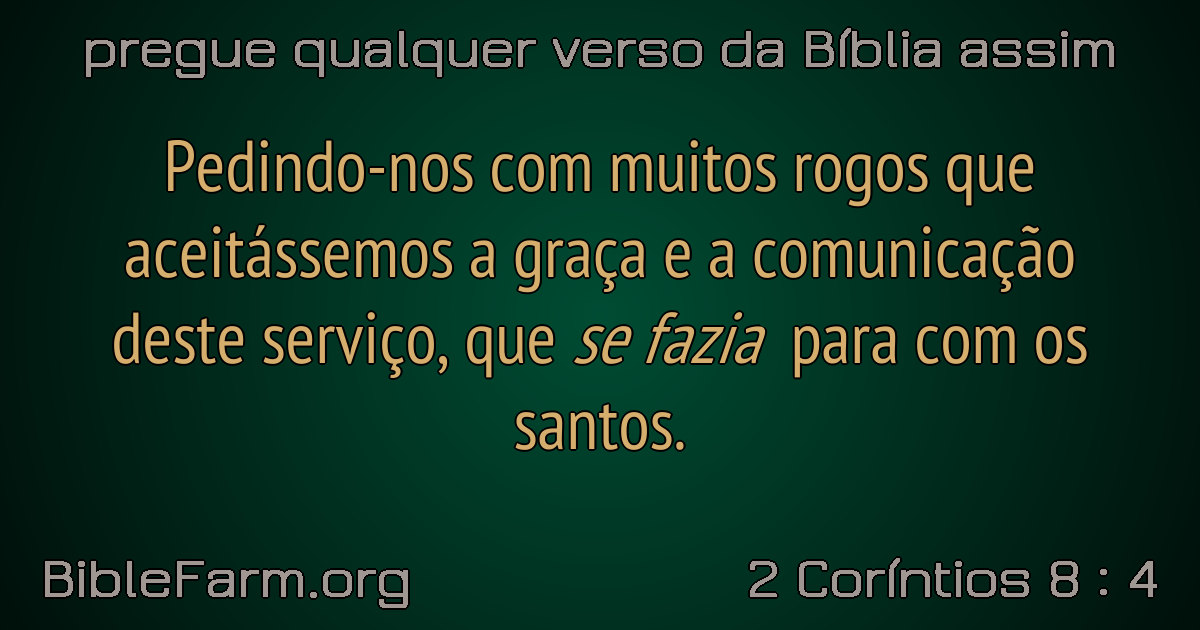 pregue qualquer verso da Bíblia assim
Pedindo-nos com muitos rogos que
aceitássemos a graça e a comunicação
deste serviço, que se fazia para com os
santos.
BibleFarm.org
2 Coríntios 8 : 4